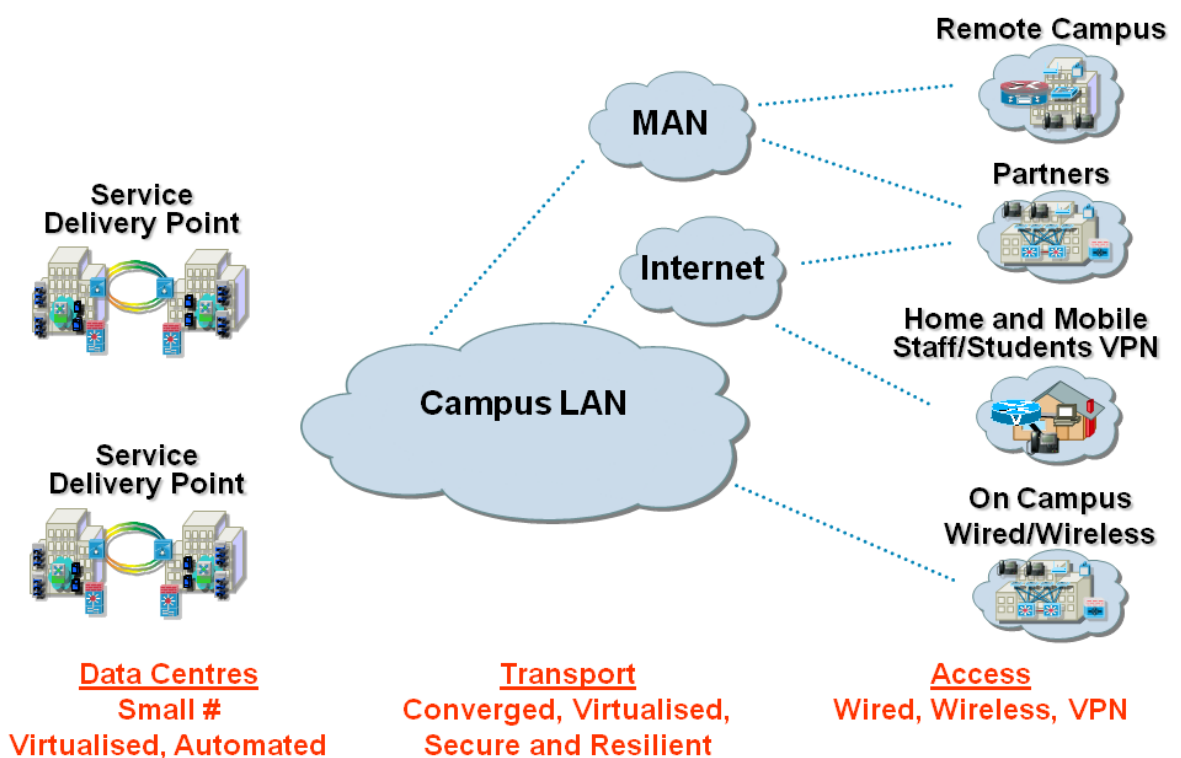 Remote Campus
MAN
Partners
Service
Delivery Point
Internet
Home and Mobile
Staff/Students VPN
Campus LAN
Service
Delivery Point
On Campus
Wired/Wireless
Data Centres
Small #
Virtualised, Automated
Transport
Converged, Virtualised,
Secure and Resilient
Access
Wired, Wireless, VPN